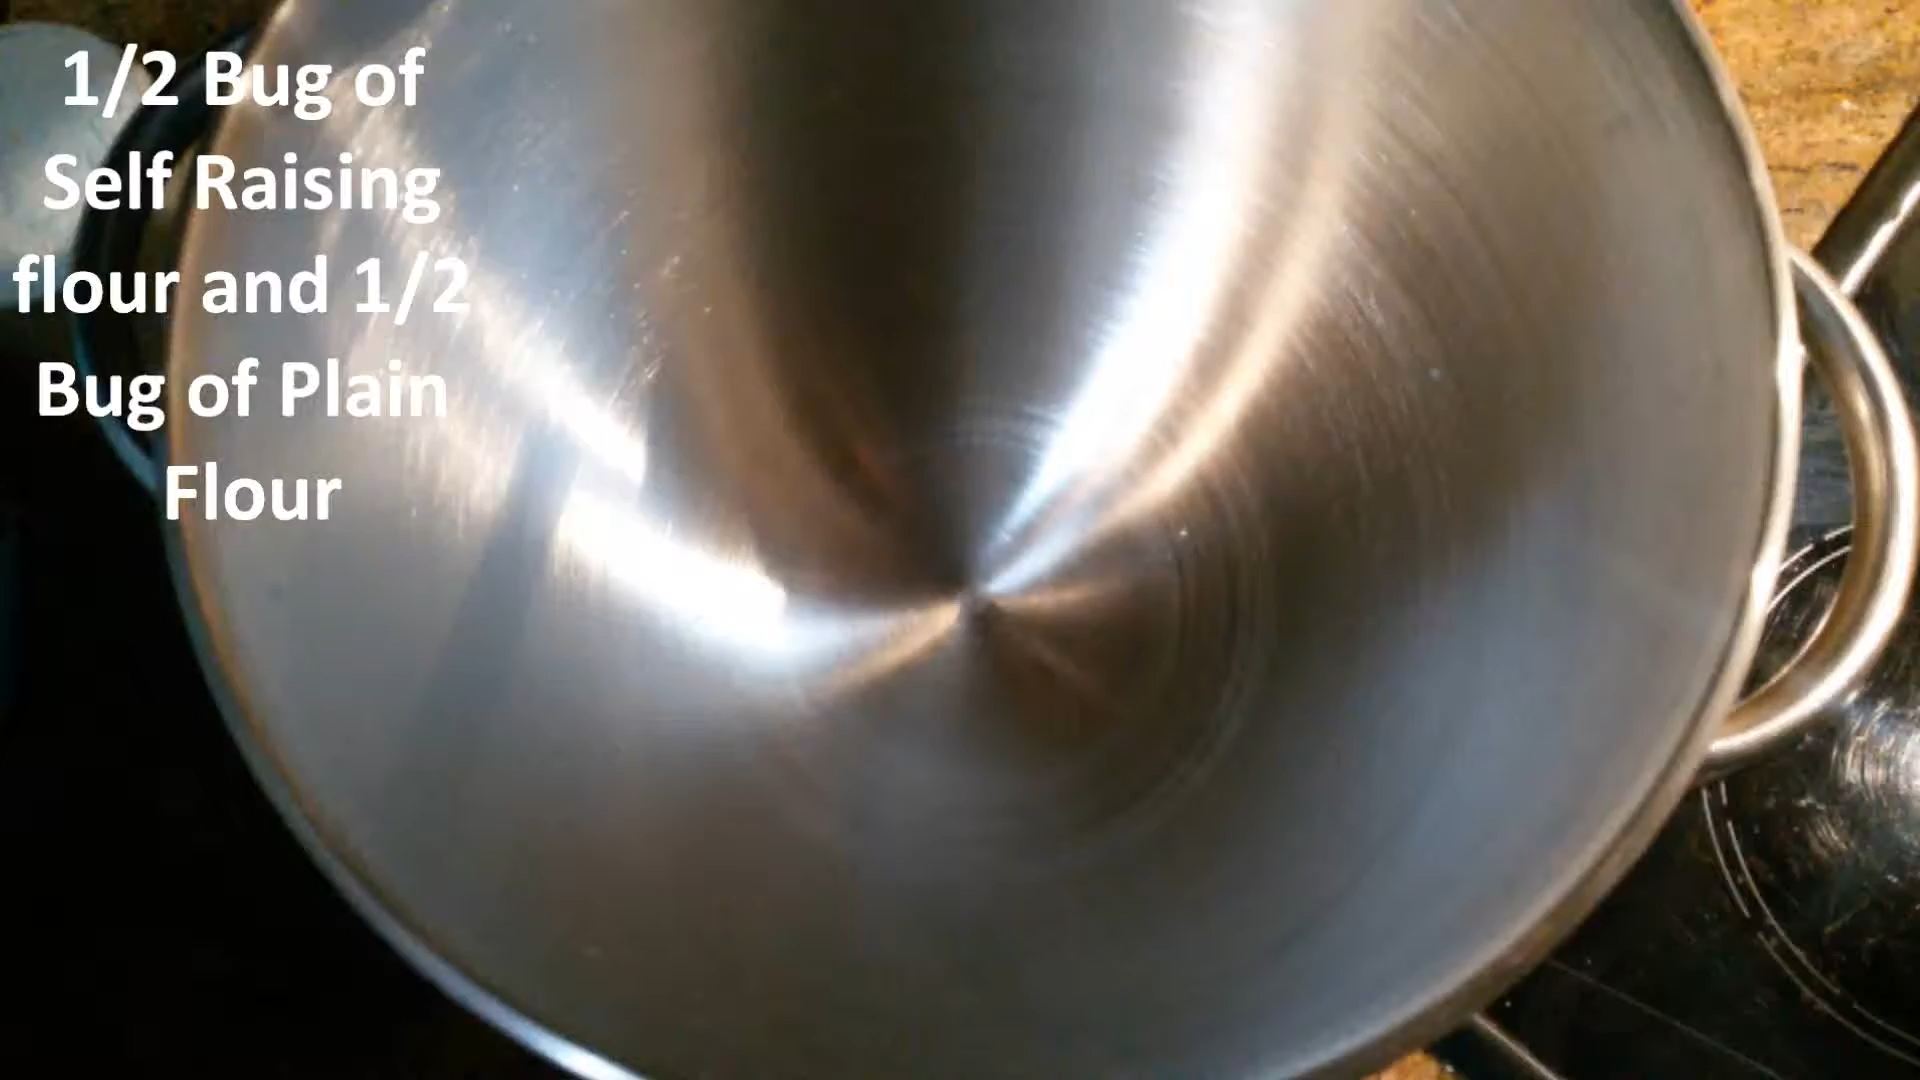 1/2 Bug of
Self Raising
flour and 1/2
Bug of Plain
Flour